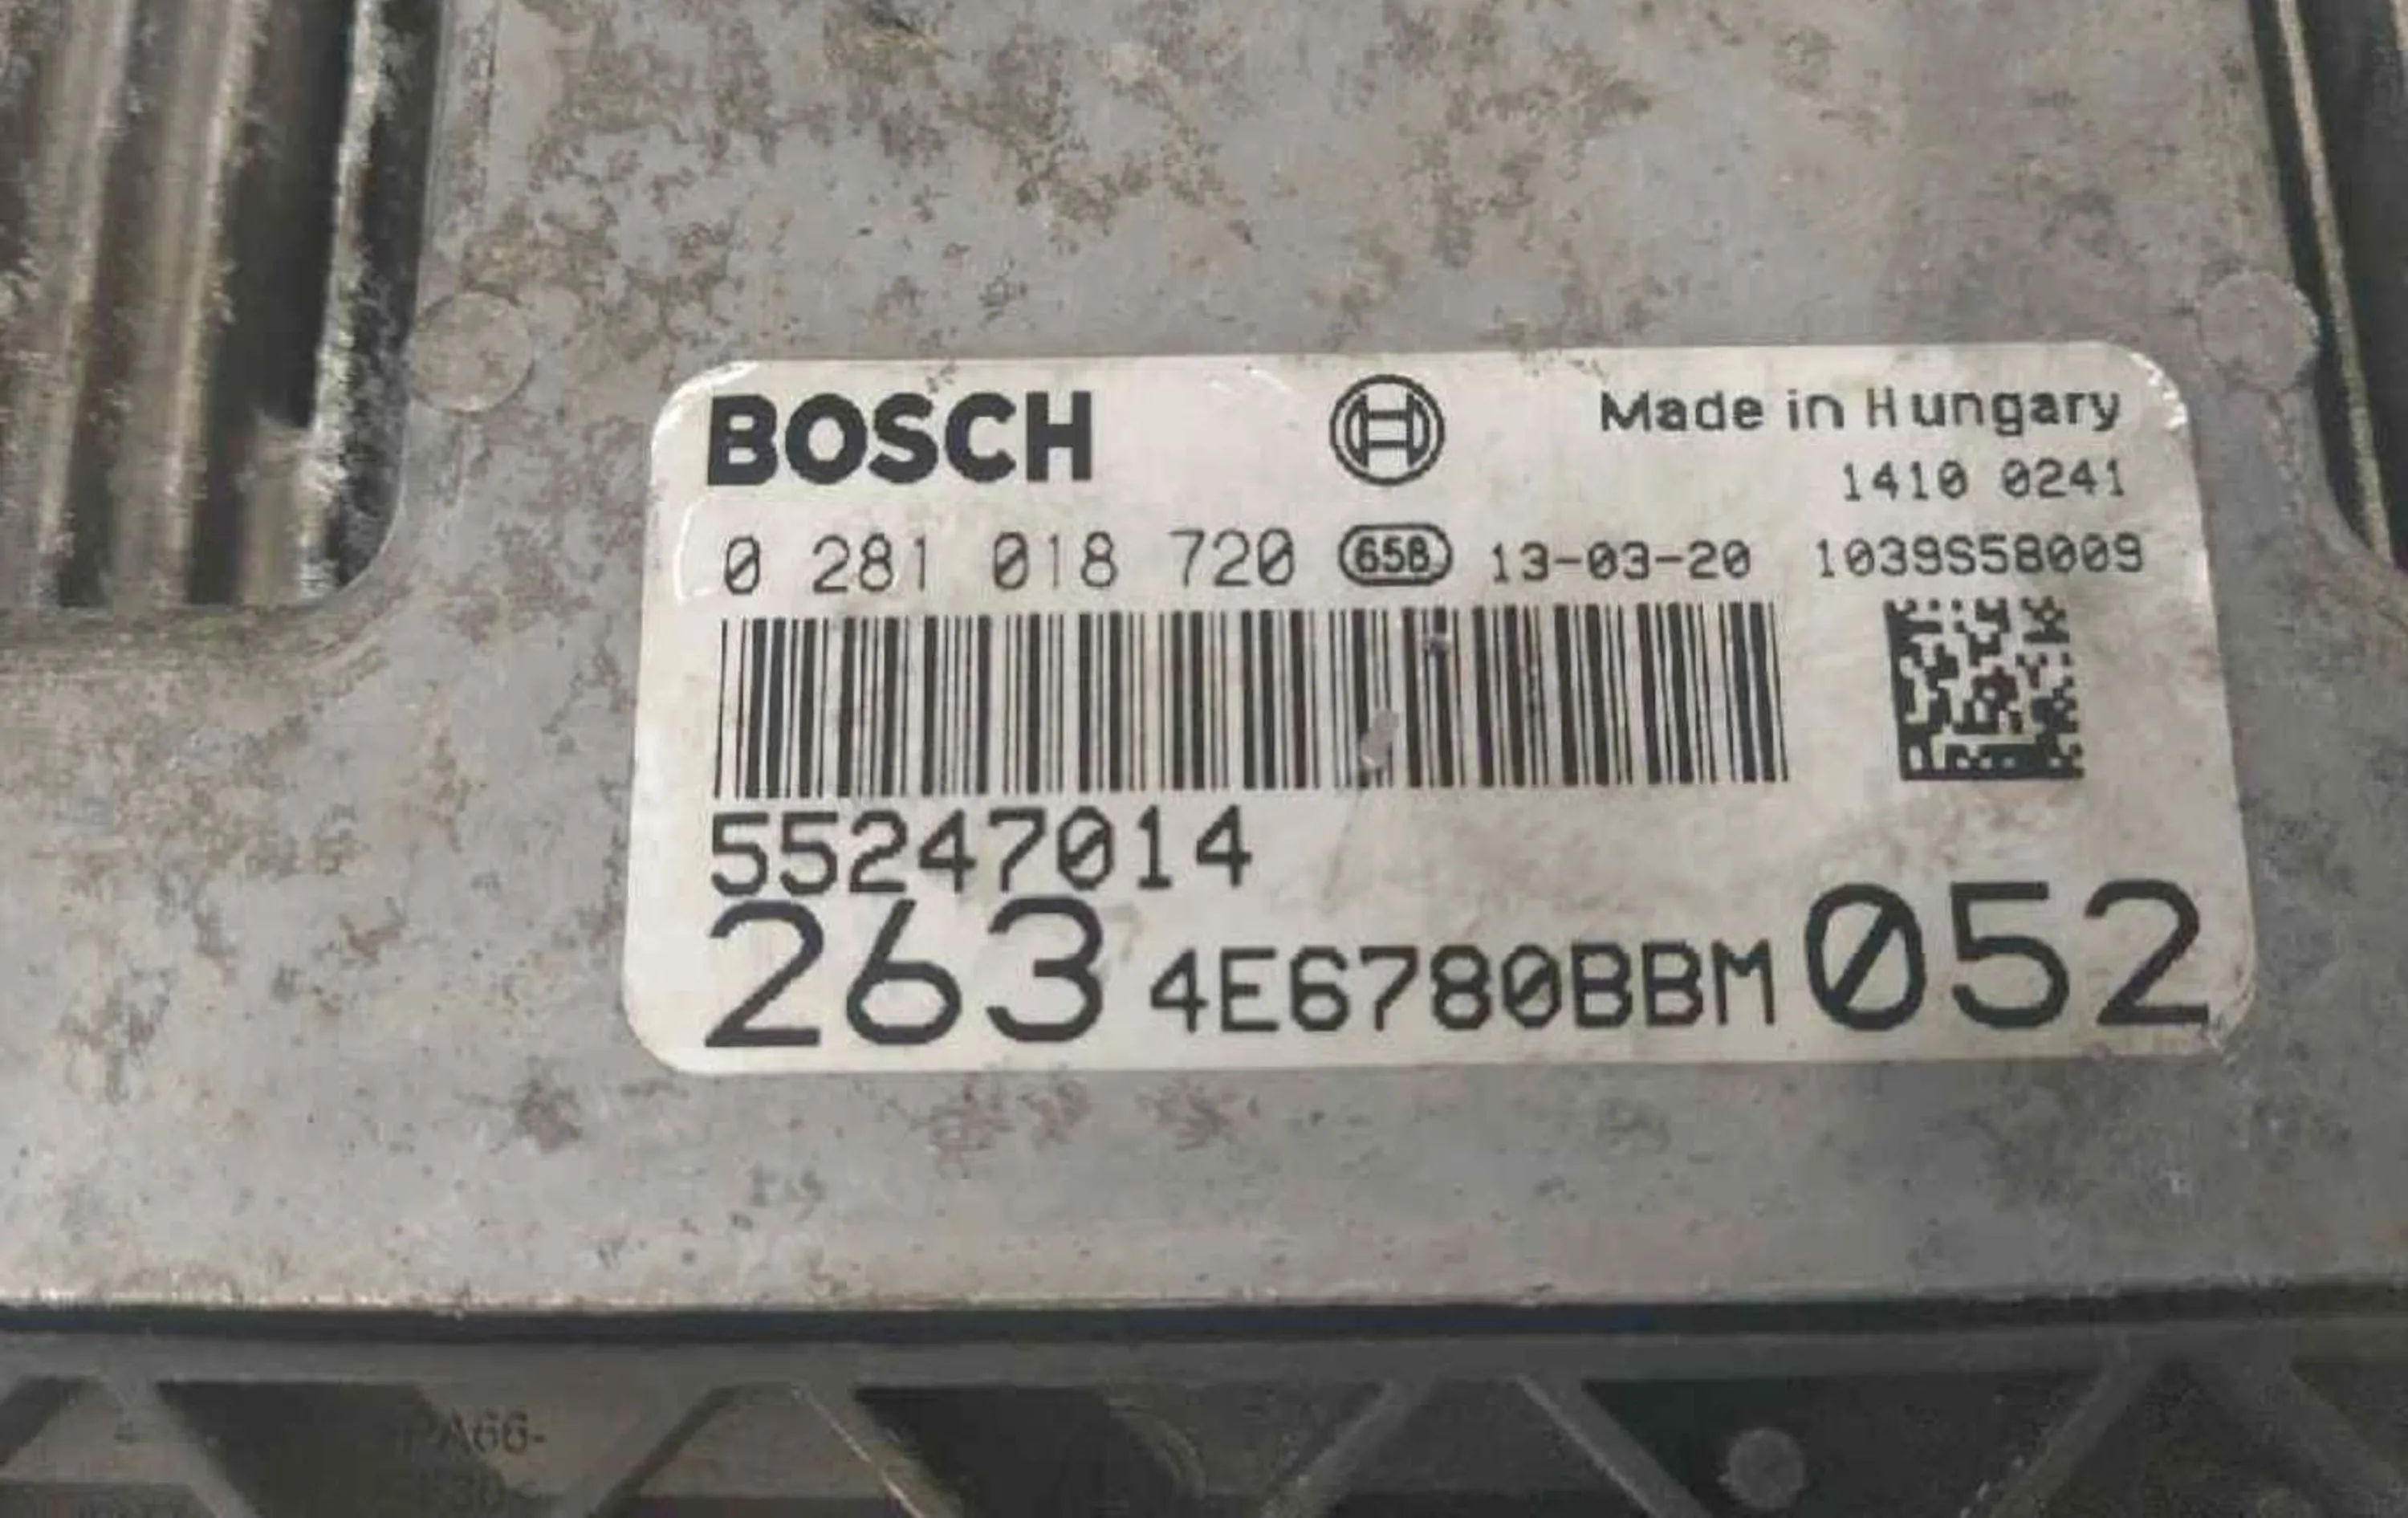 BOSCH
Made in Hungary
1410 0241
0 281 018 720 658 13-03-20 1039S58009
55247014
263 4E6780BBM 052
A66-